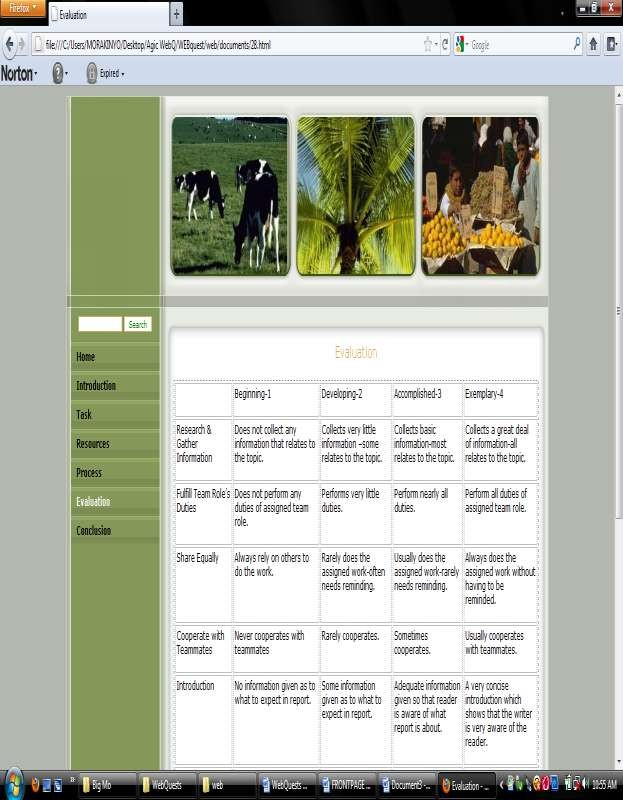 Firefox
Evaluation
file:///C:/Users/MORAKINYO/Desktop/Agic WebQ/WEBquest/web/documents/28.html
Google
Norton
Expired
Search
Home
Introduction
Task
Resources
Process
Evaluation
Conclusion
Evaluation
Beginning-1
Developing-2
Accomplished-3
Exemplary-4
Research &
Gather
Information
Does not collect any
information that relates to
the topic.
Collects very little
information –some
relates to the topic.
Collects basic
information-most
relates to the topic.
Collects a great deal
of information-all
relates to the topic.
Fulfill Team Role's
Duties
Does not perform any
duties of assigned team
role.
Performs very little
duties.
Perform nearly all
duties.
Perform all duties of
assigned team role.
Share Equally
Always rely on others to
do the work.
Rarely does the
assigned work-often
needs reminding.
Usually does the
assigned work-rarely
needs reminding.
Always does the
assigned work without
having to be
reminded.
Cooperate with
Teammates
Never cooperates with
teammates
Rarely cooperates.
Sometimes
cooperates.
Usually cooperates
with teammates.
Introduction
No information given as to
what to expect in report.
Some information
given as to what to
expect in report.
Adequate information
given so that reader
is aware of what
report is about.
A very concise
introduction which
shows that the writer
is very aware of the
reader.
Big Mo
WebQuests
web
WebQuests ...
FRONTPAGE ...
Document3 - ...
Evaluation - ...
10:55 AM